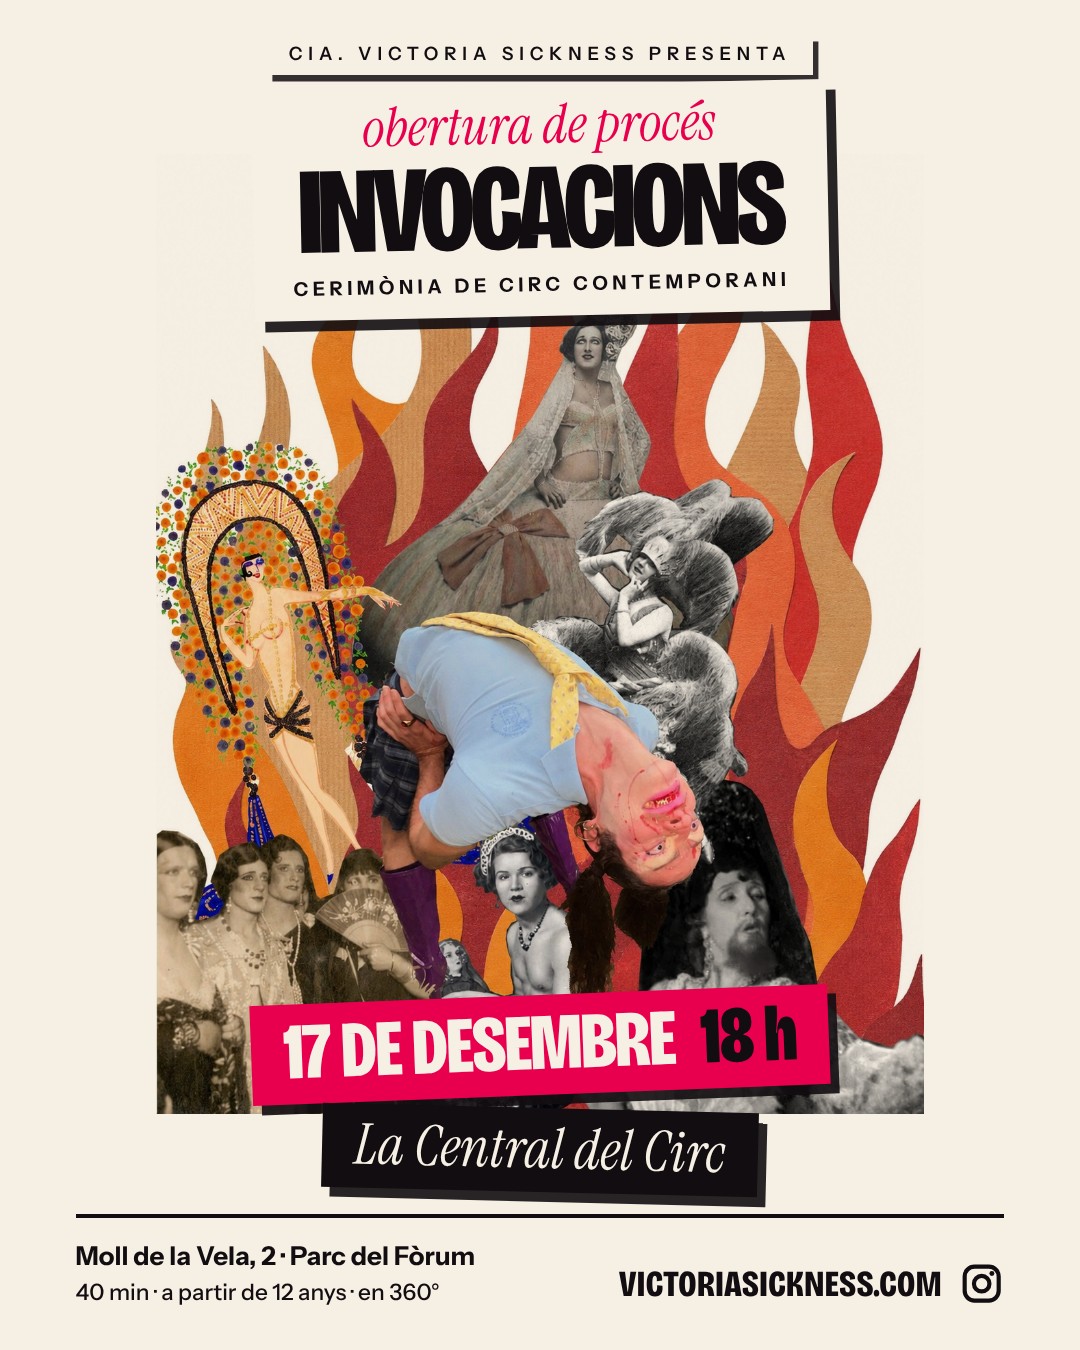 CIA. VICTORIA SICKNESS PRESENTA
obertura de procés
INVOCACIONS
CERIMÒNIA DE CIRC CONTEMPORANI
17 DE DESEMBRE 18 h
La Central del Circ
Moll de la Vela, 2 · Parc del Fòrum
40 min · a partir de 12 anys · en 360º
VICTORIASICKNESS.COM